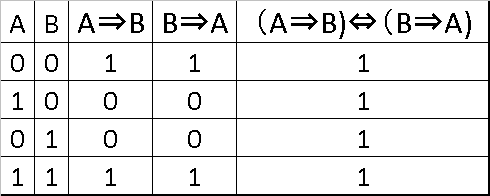 A B A⇒B B⇒A （A⇒B)⇔（B⇒A)
0 0 1 1 1
1 0 0 0 1
0 1 0 0 1
1 1 1 1 1